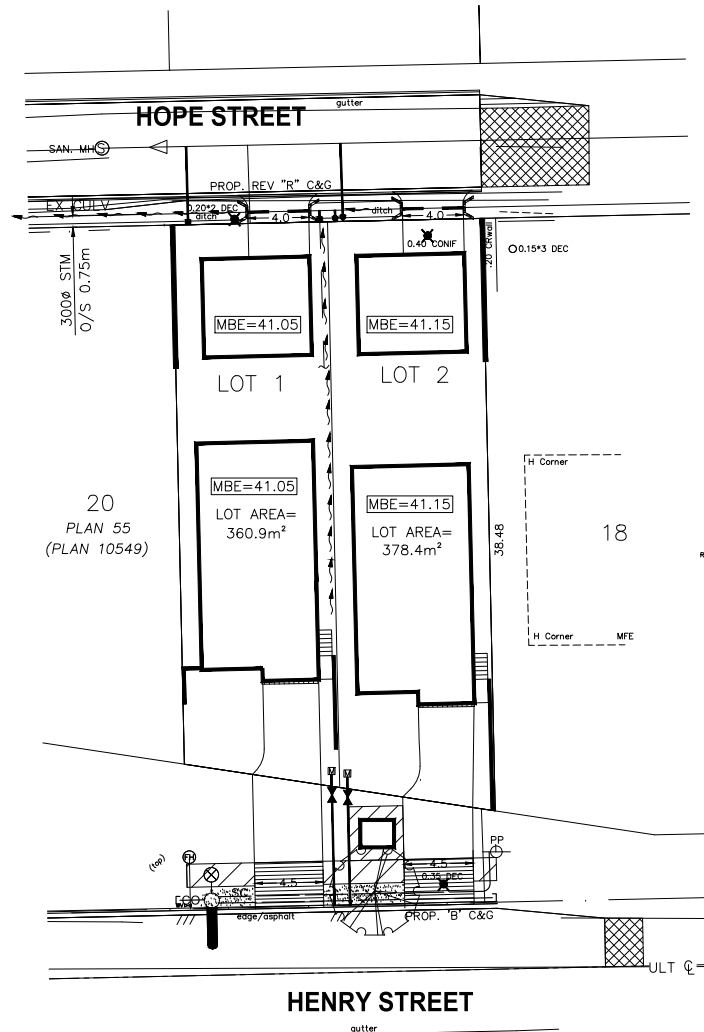 HOPE STREET
gutter
SAN. MH S
PROP. REV "R" C&G
EX CULV
0.20*2 DEC
ditch
4.0
ditch
4.0
0.40 CONIF
.20 CRwall
0.15*3 DEC
300ø STM
O/S 0.75m
MBE=41.05
MBE=41.15
LOT 1
LOT 2
MBE=41.05
LOT AREA=
360.9m²
MBE=41.15
LOT AREA=
378.4m²
20
PLAN 55
(PLAN 10549)
38.48
H Corner
18
R
H Corner
MFE
M
M
(top)
FH
PP
4.5
4.5
0.35 DEC
CO
SC
edge/asphalt
PROP. 'B' C&G
ULT ℄=
HENRY STREET
gutter